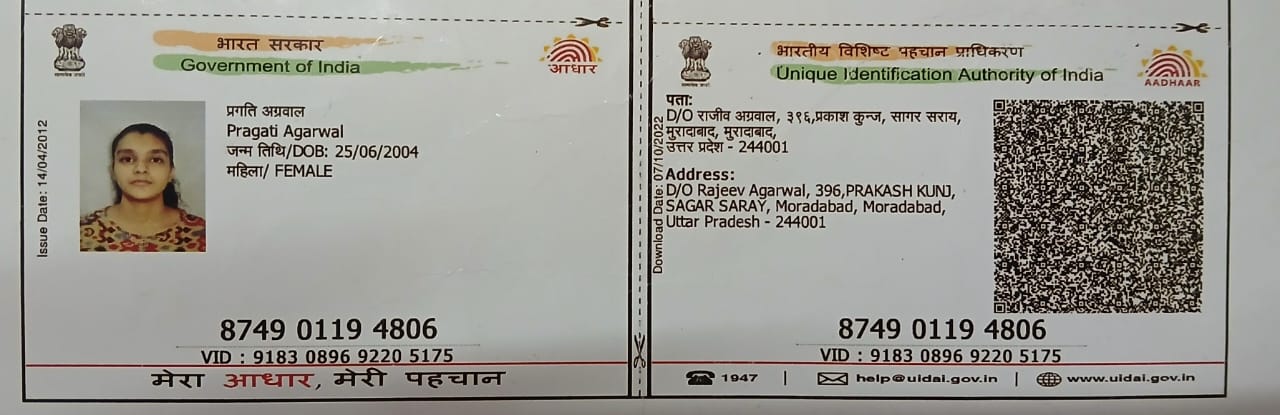 भारत सरकार
Government of India
आधार
Issue Date: 14/04/2012
प्रगति अग्रवाल
Pragati Agarwal
जन्म तिथि/DOB: 25/06/2004
महिला/ FEMALE
8749 0119 4806
VID : 9183 0896 9220 5175
मेरा आधार, मेरी पहचान
भारतीय विशिष्ट पहचान प्राधिकरण
Unique Identification Authority of India
AADHAAR
Download Date: 07/10/2022
पता:
D/O राजीव अग्रवाल, ३९६,प्रकाश कुन्ज, सागर सराय,
मुरादाबाद, मुरादाबाद,
उत्तर प्रदेश - 244001
Address:
D/O Rajeev Agarwal, 396,PRAKASH KUNJ,
SAGAR SARAY, Moradabad, Moradabad,
Uttar Pradesh - 244001
8749 0119 4806
VID : 9183 0896 9220 5175
1947 | help@uidai.gov.in | www.uidai.gov.in